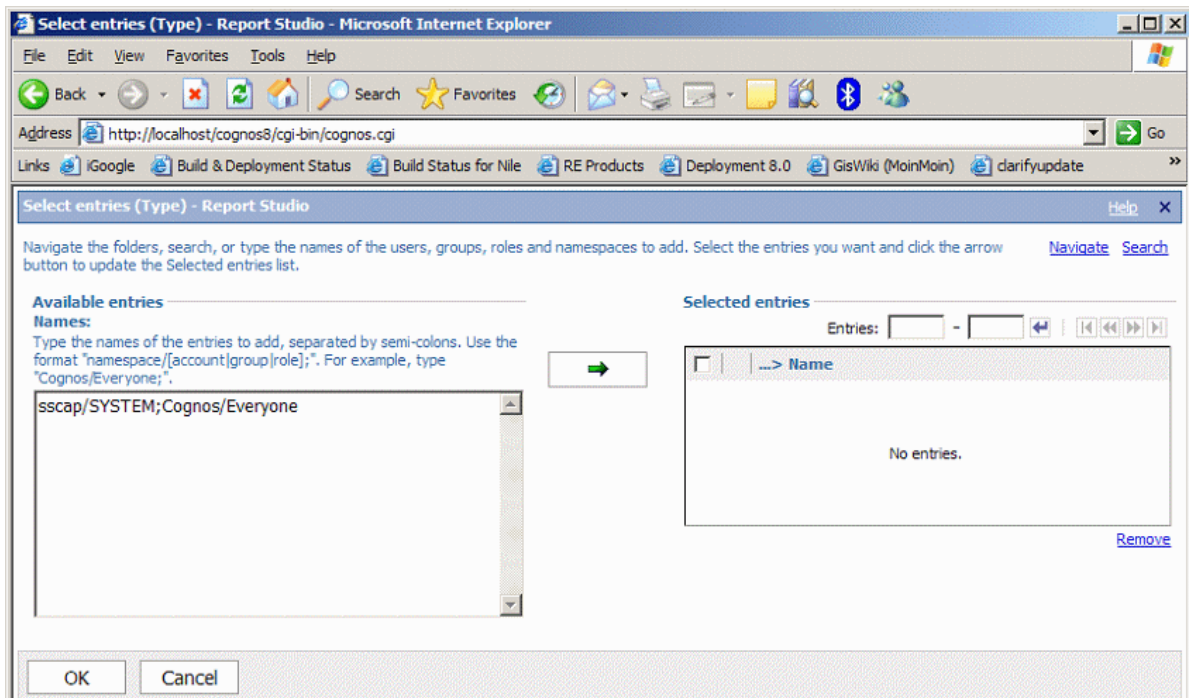 Select entries (Type) - Report Studio - Microsoft Internet Explorer
File Edit View Favorites Tools Help
Back Search Favorites
Address http://localhost/cognos8/cgi-bin/cognos.cgi Go
Links iGoogle Build & Deployment Status Build Status for Nile RE Products Deployment 8.0 GisWiki (MoinMoin) clarifyupdate »
Select entries (Type) - Report Studio Help X
Navigate the folders, search, or type the names of the users, groups, roles and namespaces to add. Select the entries you want and click the arrow
button to update the Selected entries list.
Navigate Search
Available entries
Names:
Type the names of the entries to add, separated by semi-colons. Use the
format "namespace/[account|group|role];". For example, type
"Cognos/Everyone;".
sscap/SYSTEM;Cognos/Everyone
Selected entries
Entries: -
...> Name
No entries.
Remove
OK Cancel